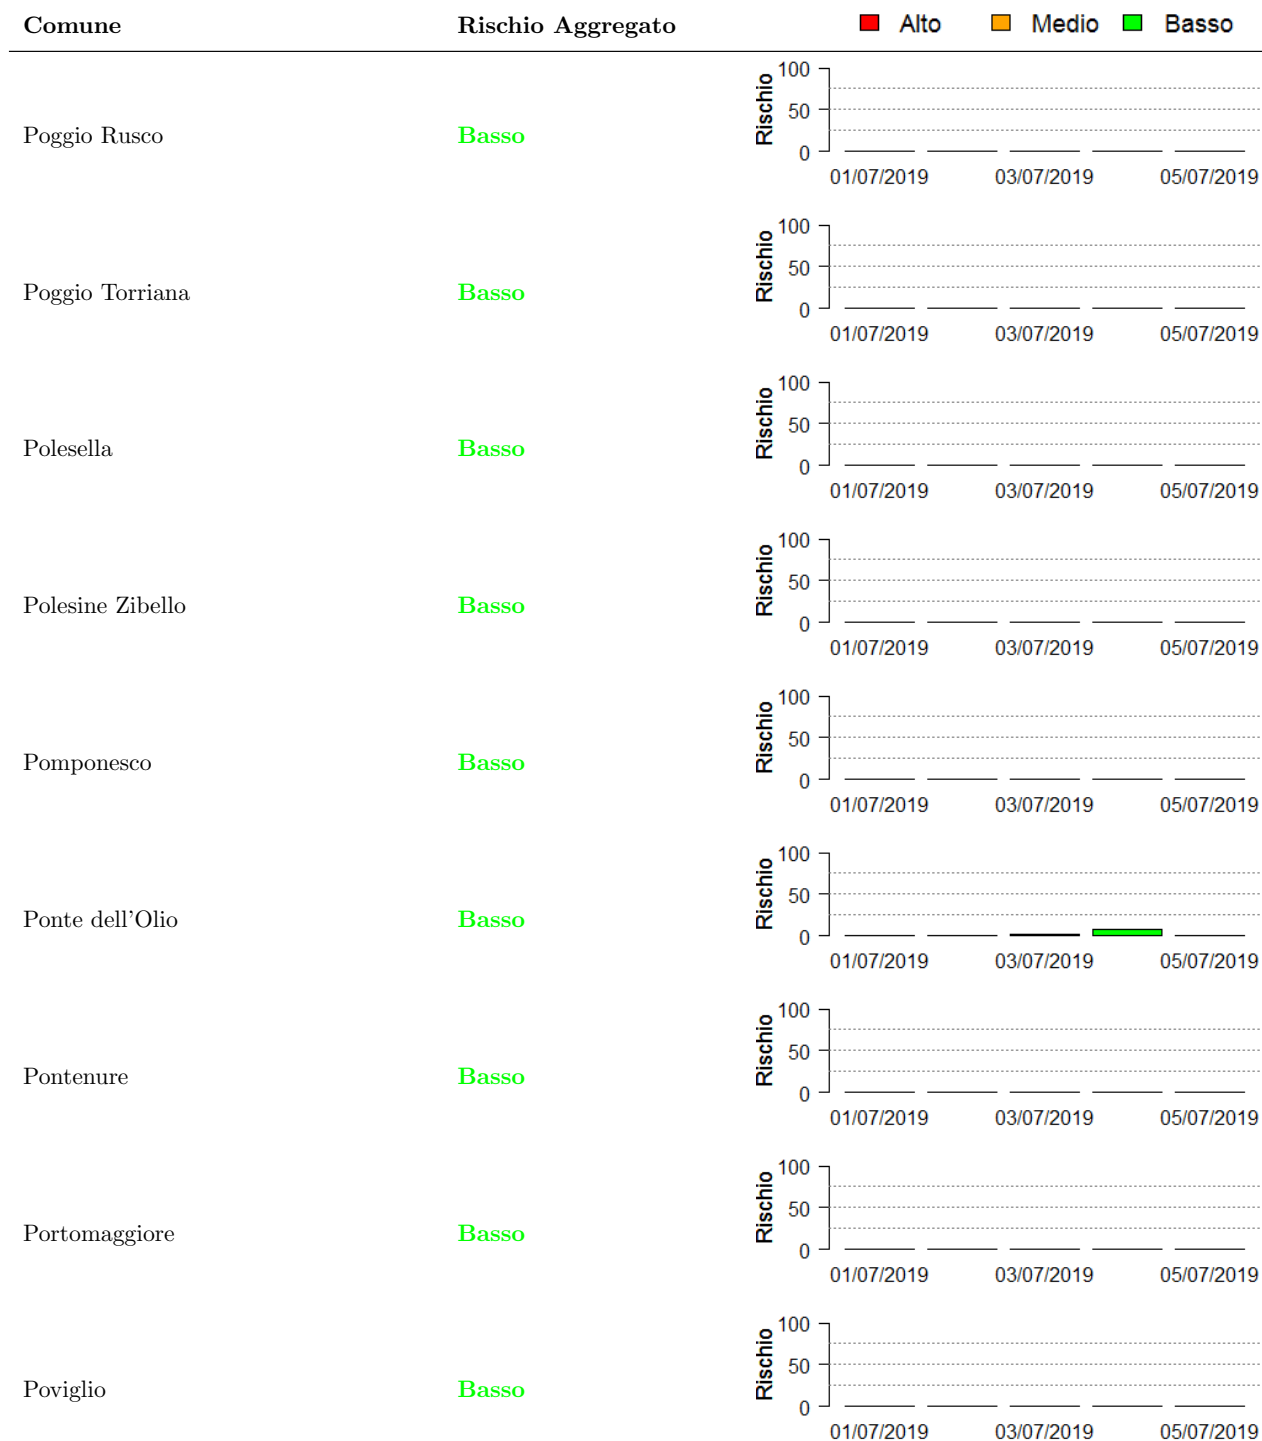 Comune Rischio Aggregato Alto Medio Basso
Poggio Rusco Basso Rischio 100 50 0
01/07/2019 03/07/2019 05/07/2019
Poggio Torriana Basso Rischio 100 50 0
01/07/2019 03/07/2019 05/07/2019
Polesella Basso Rischio 100 50 0
01/07/2019 03/07/2019 05/07/2019
Polesine Zibello Basso Rischio 100 50 0
01/07/2019 03/07/2019 05/07/2019
Pomponesco Basso Rischio 100 50 0
01/07/2019 03/07/2019 05/07/2019
Ponte dell'Olio Basso Rischio 100 50 0
01/07/2019 03/07/2019 05/07/2019
Pontenure Basso Rischio 100 50 0
01/07/2019 03/07/2019 05/07/2019
Portomaggiore Basso Rischio 100 50 0
01/07/2019 03/07/2019 05/07/2019
Poviglio Basso Rischio 100 50 0
01/07/2019 03/07/2019 05/07/2019